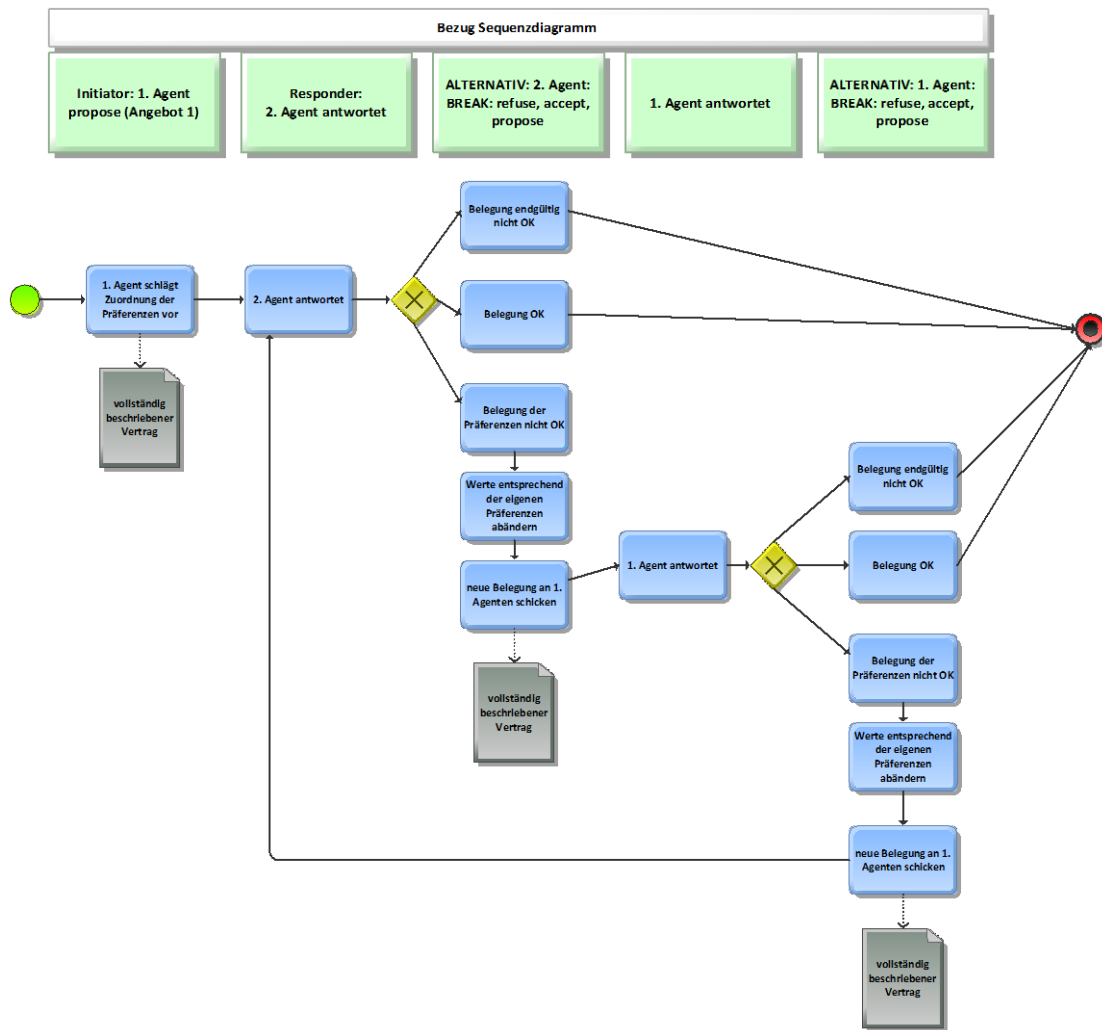 Bezug Sequenzdiagramm
Initiator: 1. Agent
propose (Angebot 1)
Responder:
2. Agent antwortet
ALTERNATIV: 2. Agent:
BREAK: refuse, accept,
propose
1. Agent antwortet
ALTERNATIV: 1. Agent:
BREAK: refuse, accept,
propose
Belegung endgültig
nicht OK
1. Agent schlägt
Zuordnung der
Präferenzen vor
2. Agent antwortet
Belegung OK
vollständig
beschriebener
Vertrag
Belegung der
Präferenzen nicht OK
Werte entsprechend
der eigenen
Präferenzen
abändern
neue Belegung an 1.
Agenten schicken
1. Agent antwortet
Belegung endgültig
nicht OK
Belegung OK
vollständig
beschriebener
Vertrag
Belegung der
Präferenzen nicht OK
Werte entsprechend
der eigenen
Präferenzen
abändern
neue Belegung an 1.
Agenten schicken
vollständig
beschriebener
Vertrag